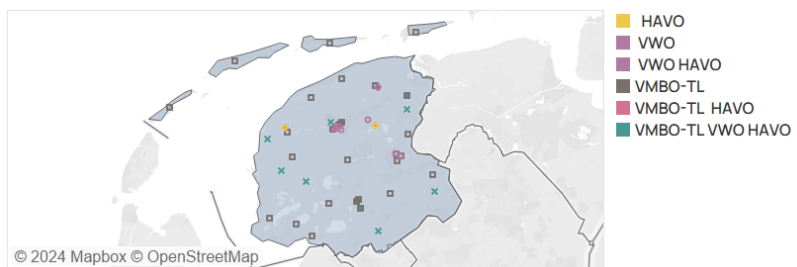 HAVO
VWO
VWO HAVO
VMBO-TL
VMBO-TL HAVO
VMBO-TL VWO HAVO
© 2024 Mapbox © OpenStreetMap